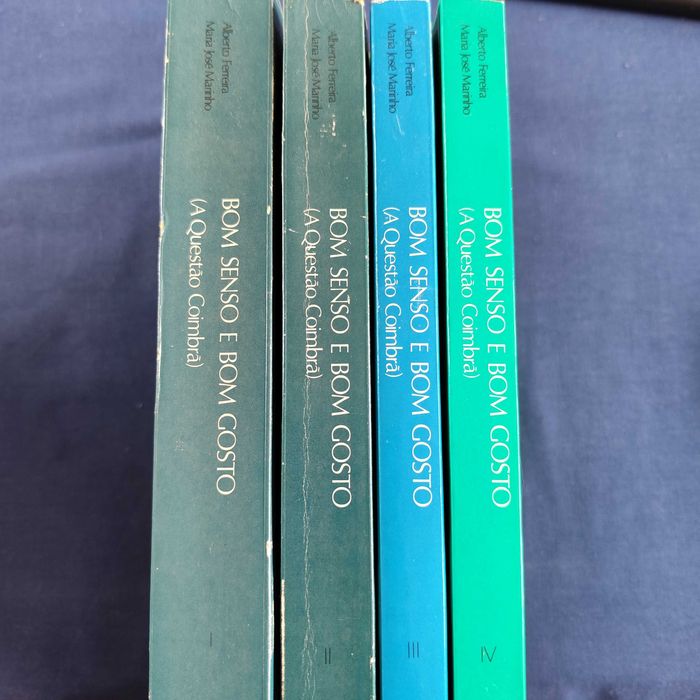 Alberto Ferreira
Maria José Marinho
BOM SENSO E BOM GOSTO
(A Questão Coimbrã)
I
Alberto Ferreira
Maria José Marinho
BOM SENSO E BOM GOSTO
(A Questão Coimbrã)
II
Alberto Ferreira
Maria José Marinho
BOM SENSO E BOM GOSTO
(A Questão Coimbrã)
III
Alberto Ferreira
Maria José Marinho
BOM SENSO E BOM GOSTO
(A Questão Coimbrã)
IV